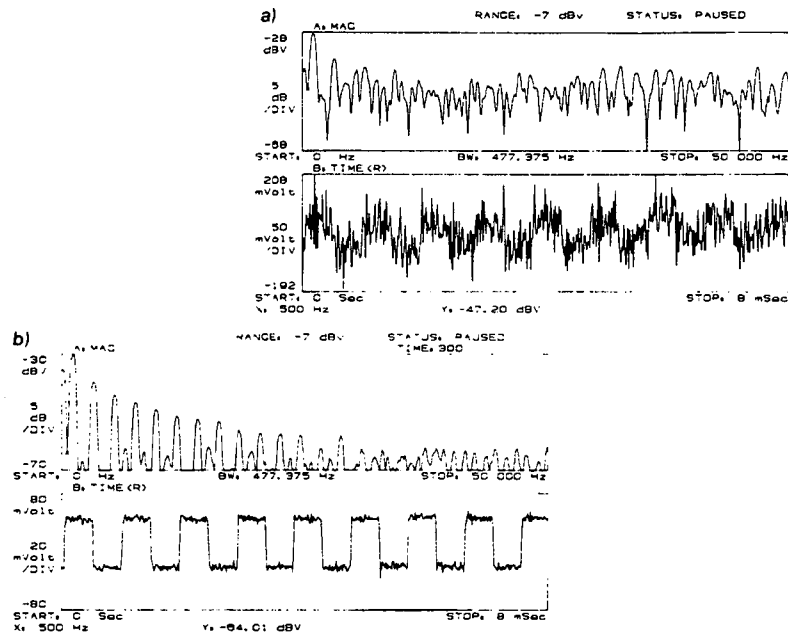 a)
RANGE: -7 dBv STATUS: PAUSED
A: MAG
-28
dBV
5
dB
/DIV
-68
START: 0 Hz BW: 477.375 Hz STOP: 50 000 Hz
B: TIME(R)
208
mVolt
50
mVolt
/DIV
-192
START: 0 Sec STOP: 8 mSec
X: 500 Hz Y: -47.20 dBV
b)
RANGE: -7 dBv STATUS: PAUSED
A: MAG TIME: 300
-30
dBV
5
dB
/DIV
-70
START: 0 Hz BW: 477.375 Hz STOP: 50 000 Hz
B: TIME(R)
80
mVolt
20
mVolt
/DIV
-80
START: 0 Sec STOP: 8 mSec
X: 500 Hz Y: -64.01 dBV